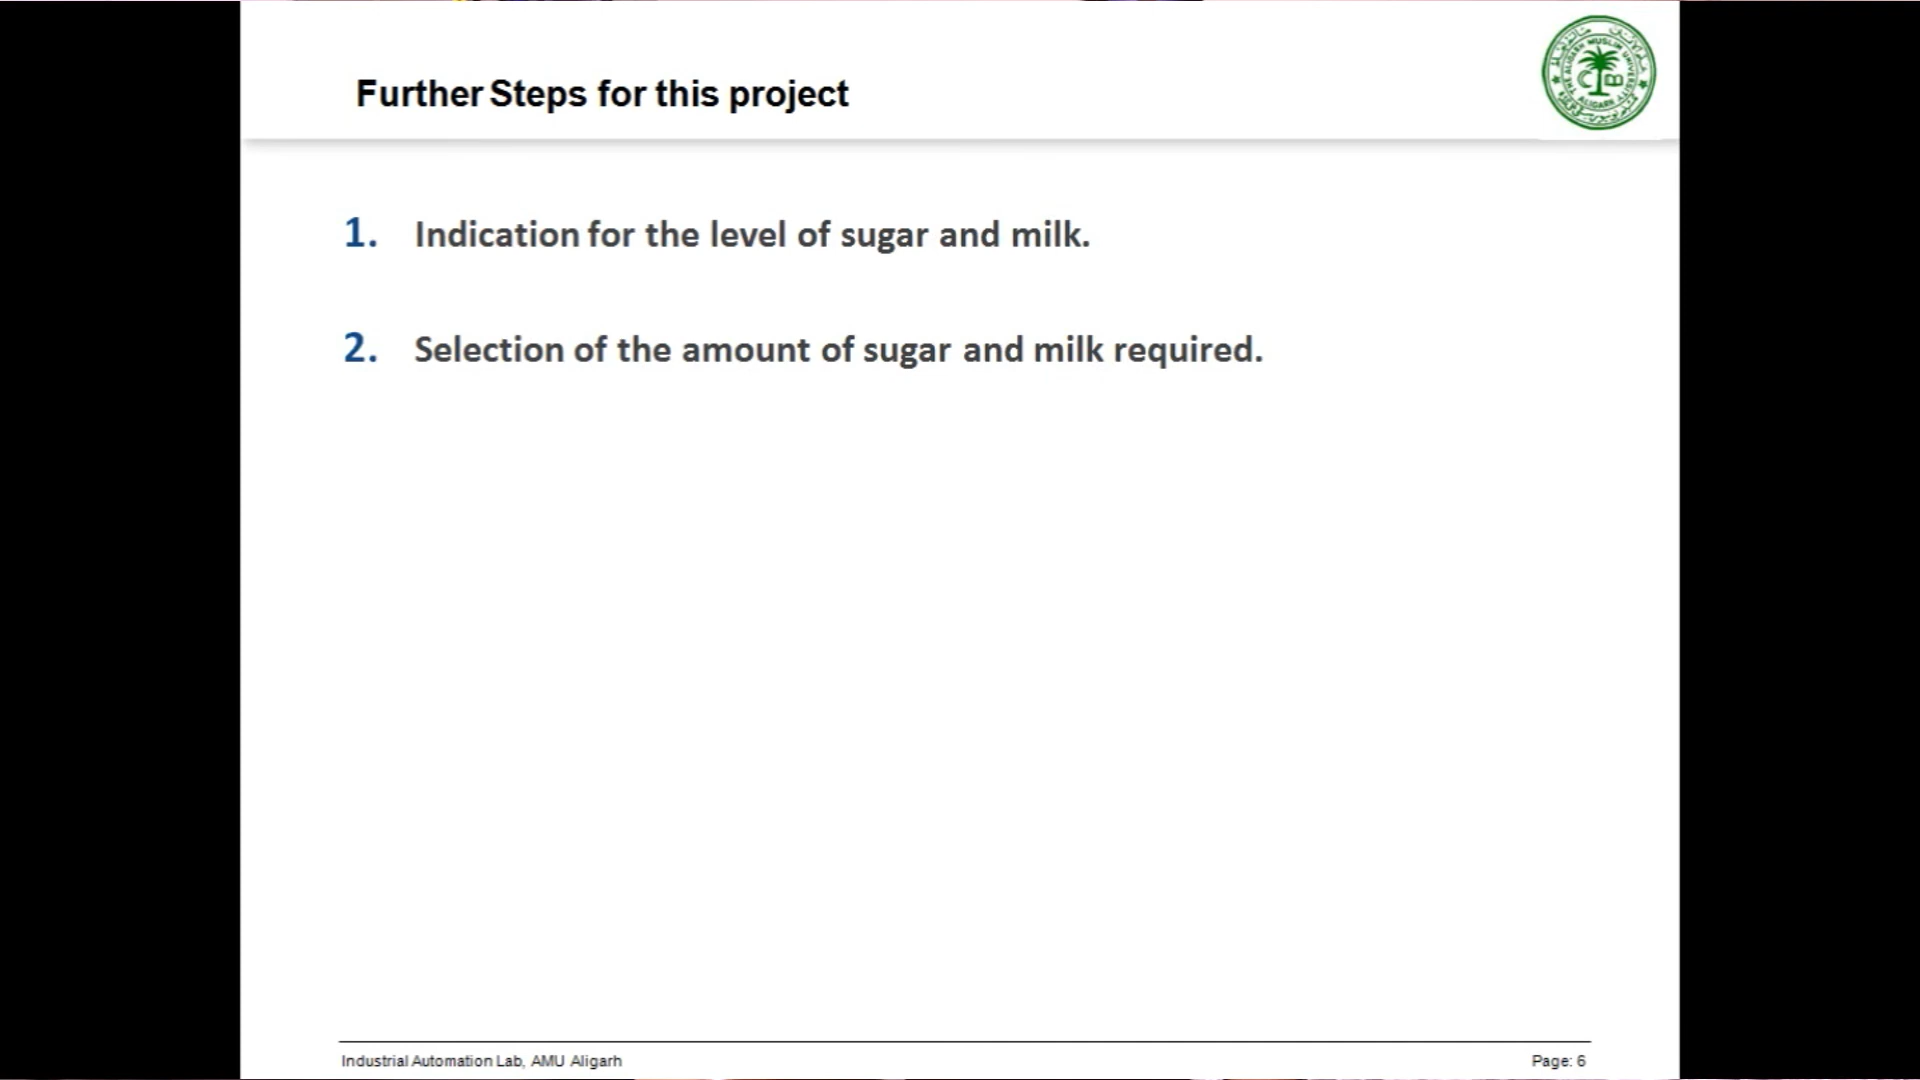 Further Steps for this project
1. Indication for the level of sugar and milk.
2. Selection of the amount of sugar and milk required.
Industrial Automation Lab, AMU Aligarh
Page: 6